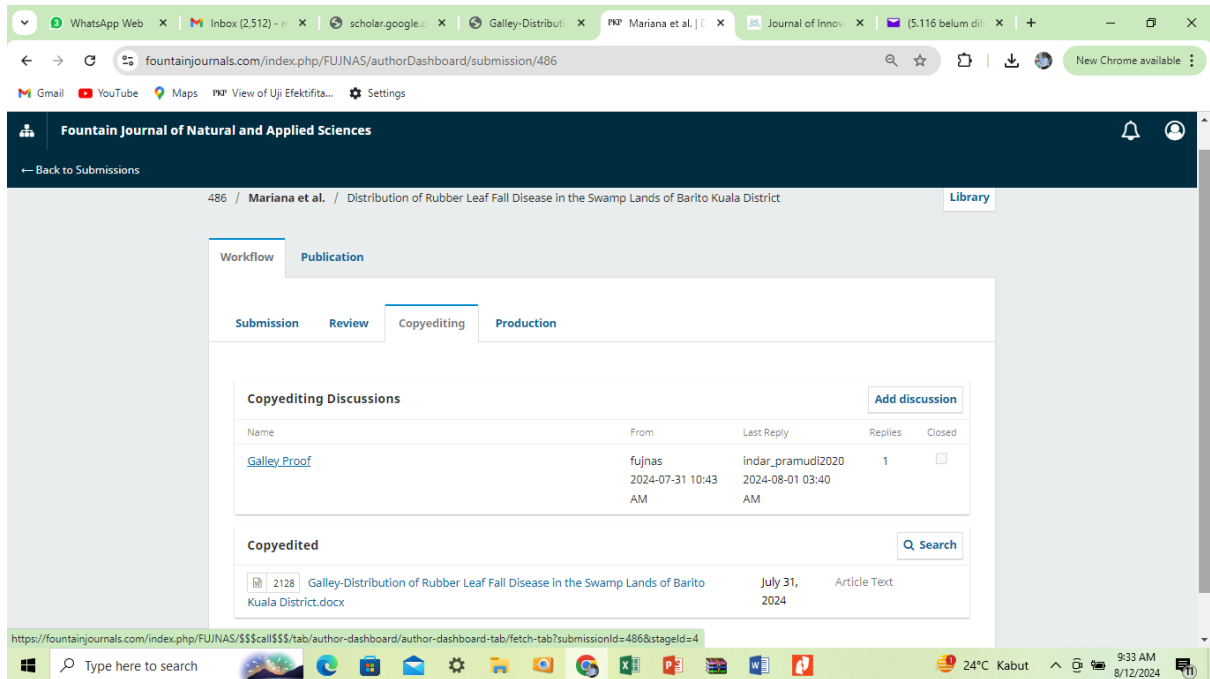 WhatsApp Web
Inbox (2,512) - m
scholar.google.c
Galley-Distributi
PKP Mariana et al. | D
Journal of Innov
(5.116 belum dib
fountainjournals.com/index.php/FUJNAS/authorDashboard/submission/486
New Chrome available
Gmail
YouTube
Maps
PKP View of Uji Efektifita...
Settings
Fountain Journal of Natural and Applied Sciences
← Back to Submissions
486 / Mariana et al. / Distribution of Rubber Leaf Fall Disease in the Swamp Lands of Barito Kuala District
Library
Workflow
Publication
Submission
Review
Copyediting
Production
Copyediting Discussions
Add discussion
Name
From
Last Reply
Replies
Closed
Galley Proof
fujnas
indar_pramudi2020
1
2024-07-31 10:43
2024-08-01 03:40
AM
AM
Copyedited
Search
2128 Galley-Distribution of Rubber Leaf Fall Disease in the Swamp Lands of Barito
July 31,
Article Text
Kuala District.docx
2024
https://fountainjournals.com/index.php/FUJNAS/$$$call$$$/tab/author-dashboard/author-dashboard-tab/fetch-tab?submissionId=486&stageId=4
Type here to search
24°C Kabut
9:33 AM
8/12/2024